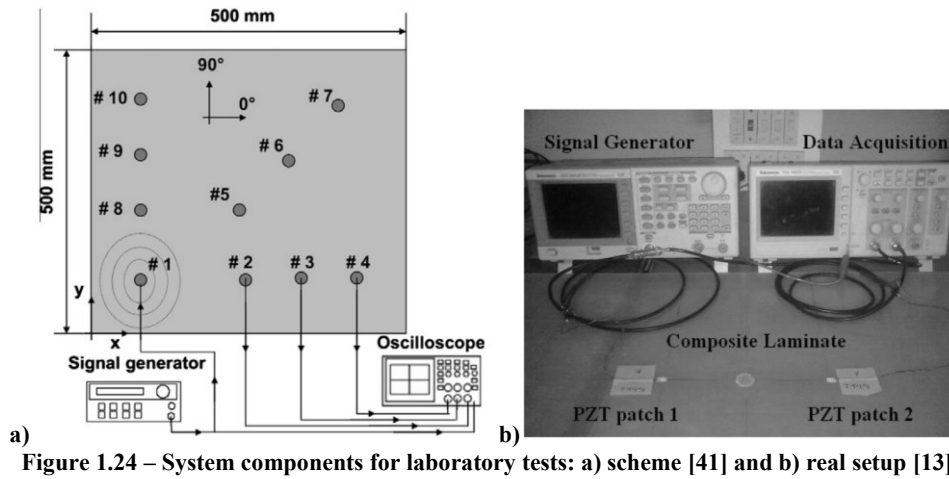 500 mm
500 mm
90°
0°
# 10
# 7
# 9
# 6
# 8
#5
# 1
# 2
# 3
# 4
y
x
Signal generator
Oscilloscope
a)
Signal Generator
Data Acquisition
Composite Laminate
PZT patch 1
PZT patch 2
b)
Figure 1.24 – System components for laboratory tests: a) scheme [41] and b) real setup [13]